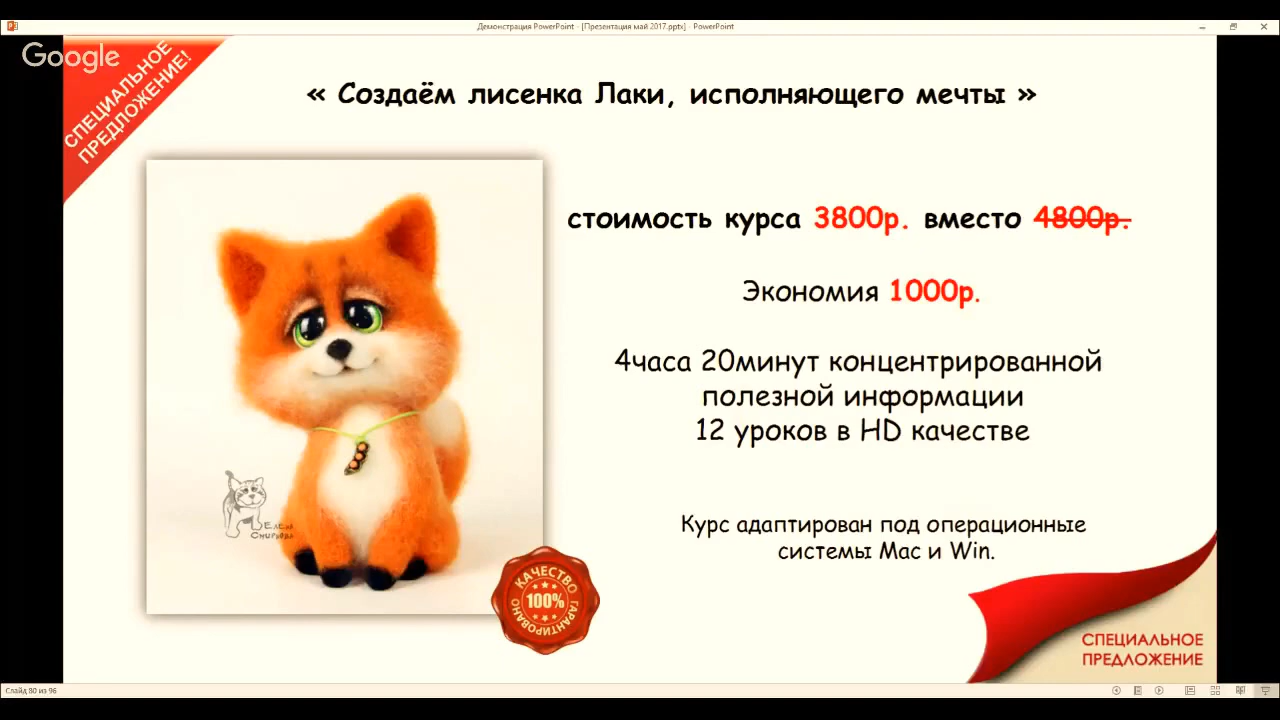 Демонстрация PowerPoint - [Презентация май 2017.pptx] - PowerPoint
Google
СПЕЦИАЛЬНОЕ
ПРЕДЛОЖЕНИЕ!
« Создаём лисенка Лаки, исполняющего мечты »
стоимость курса 3800р. вместо 4800р.
Экономия 1000р.
4часа 20минут концентрированной
полезной информации
12 уроков в HD качестве
Курс адаптирован под операционные
системы Mac и Win.
КАЧЕСТВО
100%
ГАРАНТИРОВАНО
СПЕЦИАЛЬНОЕ
ПРЕДЛОЖЕНИЕ
Слайд 80 из 96